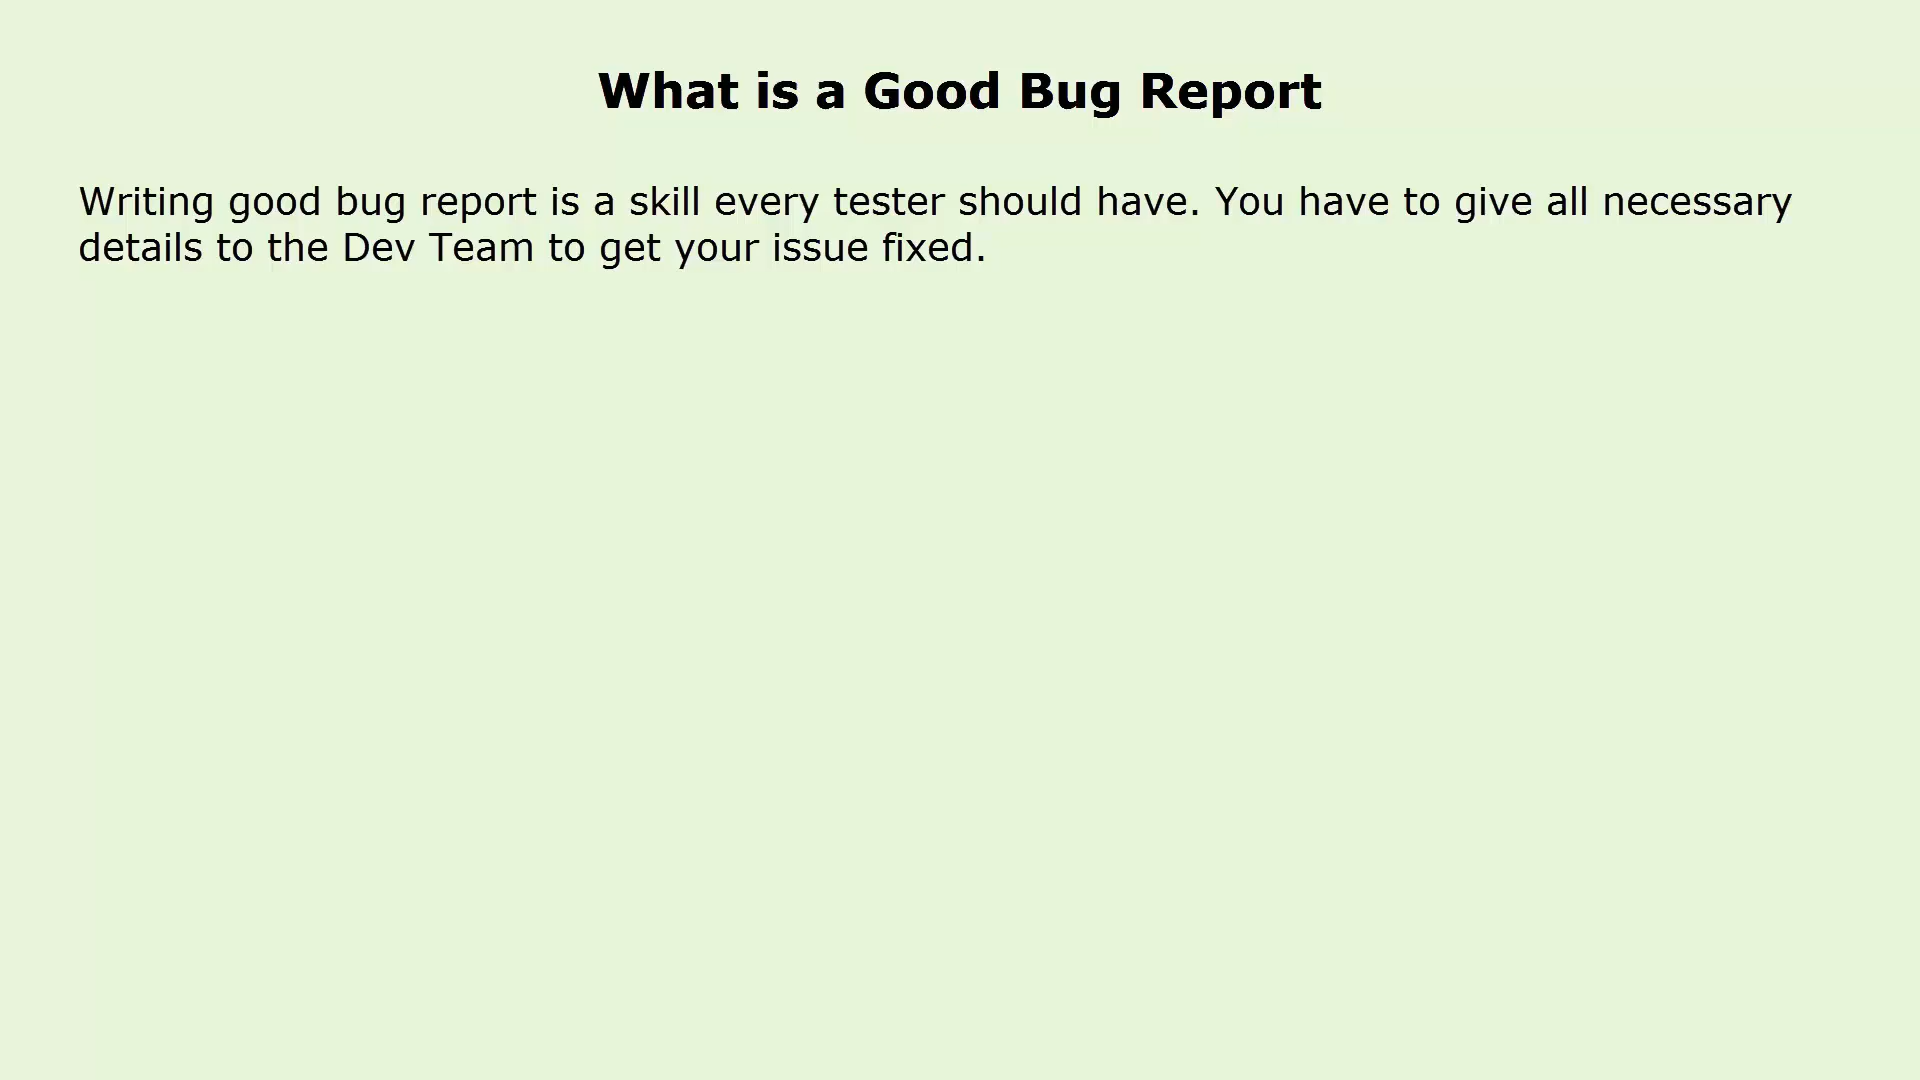 What is a Good Bug Report
Writing good bug report is a skill every tester should have. You have to give all necessary
details to the Dev Team to get your issue fixed.